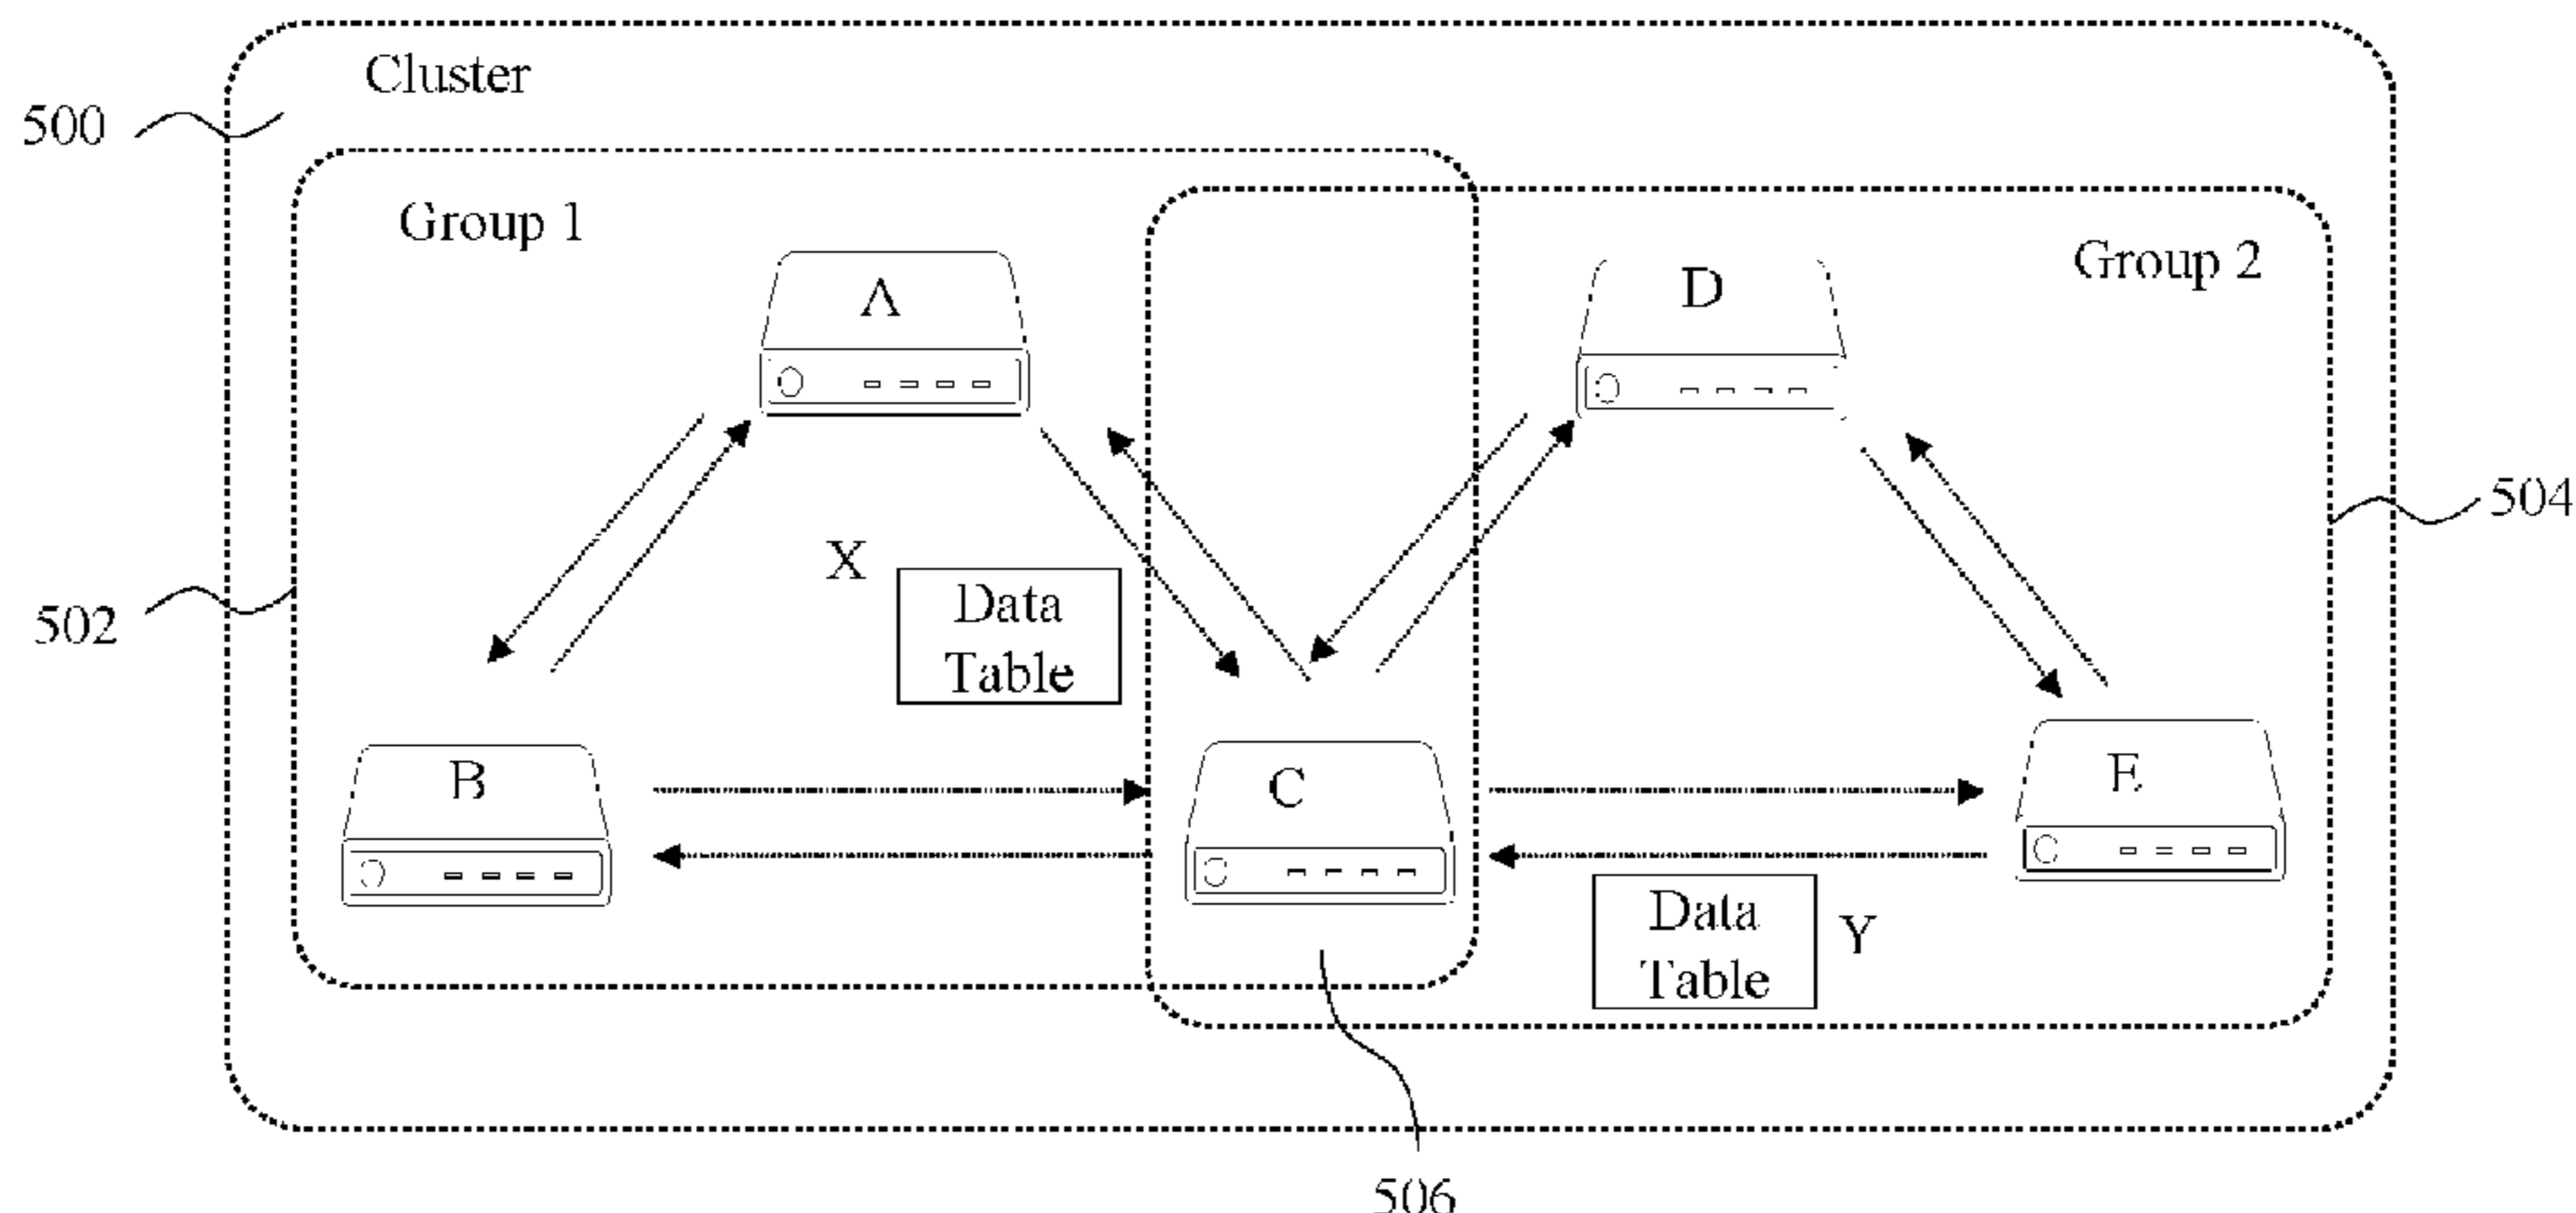 Cluster
500
Group 1
Group 2
A
D
504
X
Data
Table
502
B
C
E
Data
Table
Y
506